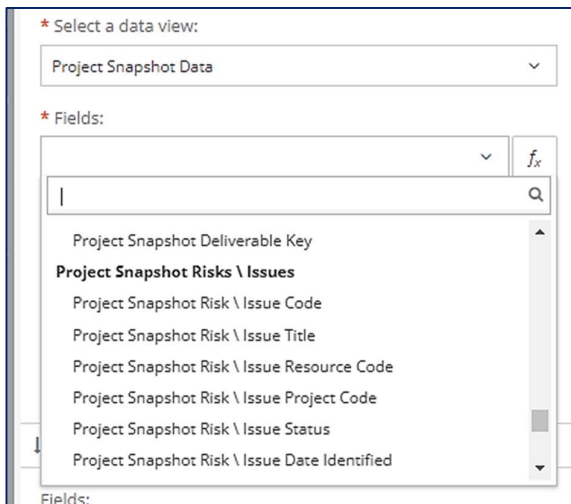 * Select a data view:
Project Snapshot Data
* Fields:
fx
Project Snapshot Deliverable Key
Project Snapshot Risks \ Issues
Project Snapshot Risk \ Issue Code
Project Snapshot Risk \ Issue Title
Project Snapshot Risk \ Issue Resource Code
Project Snapshot Risk \ Issue Project Code
Project Snapshot Risk \ Issue Status
Project Snapshot Risk \ Issue Date Identified
Fields: